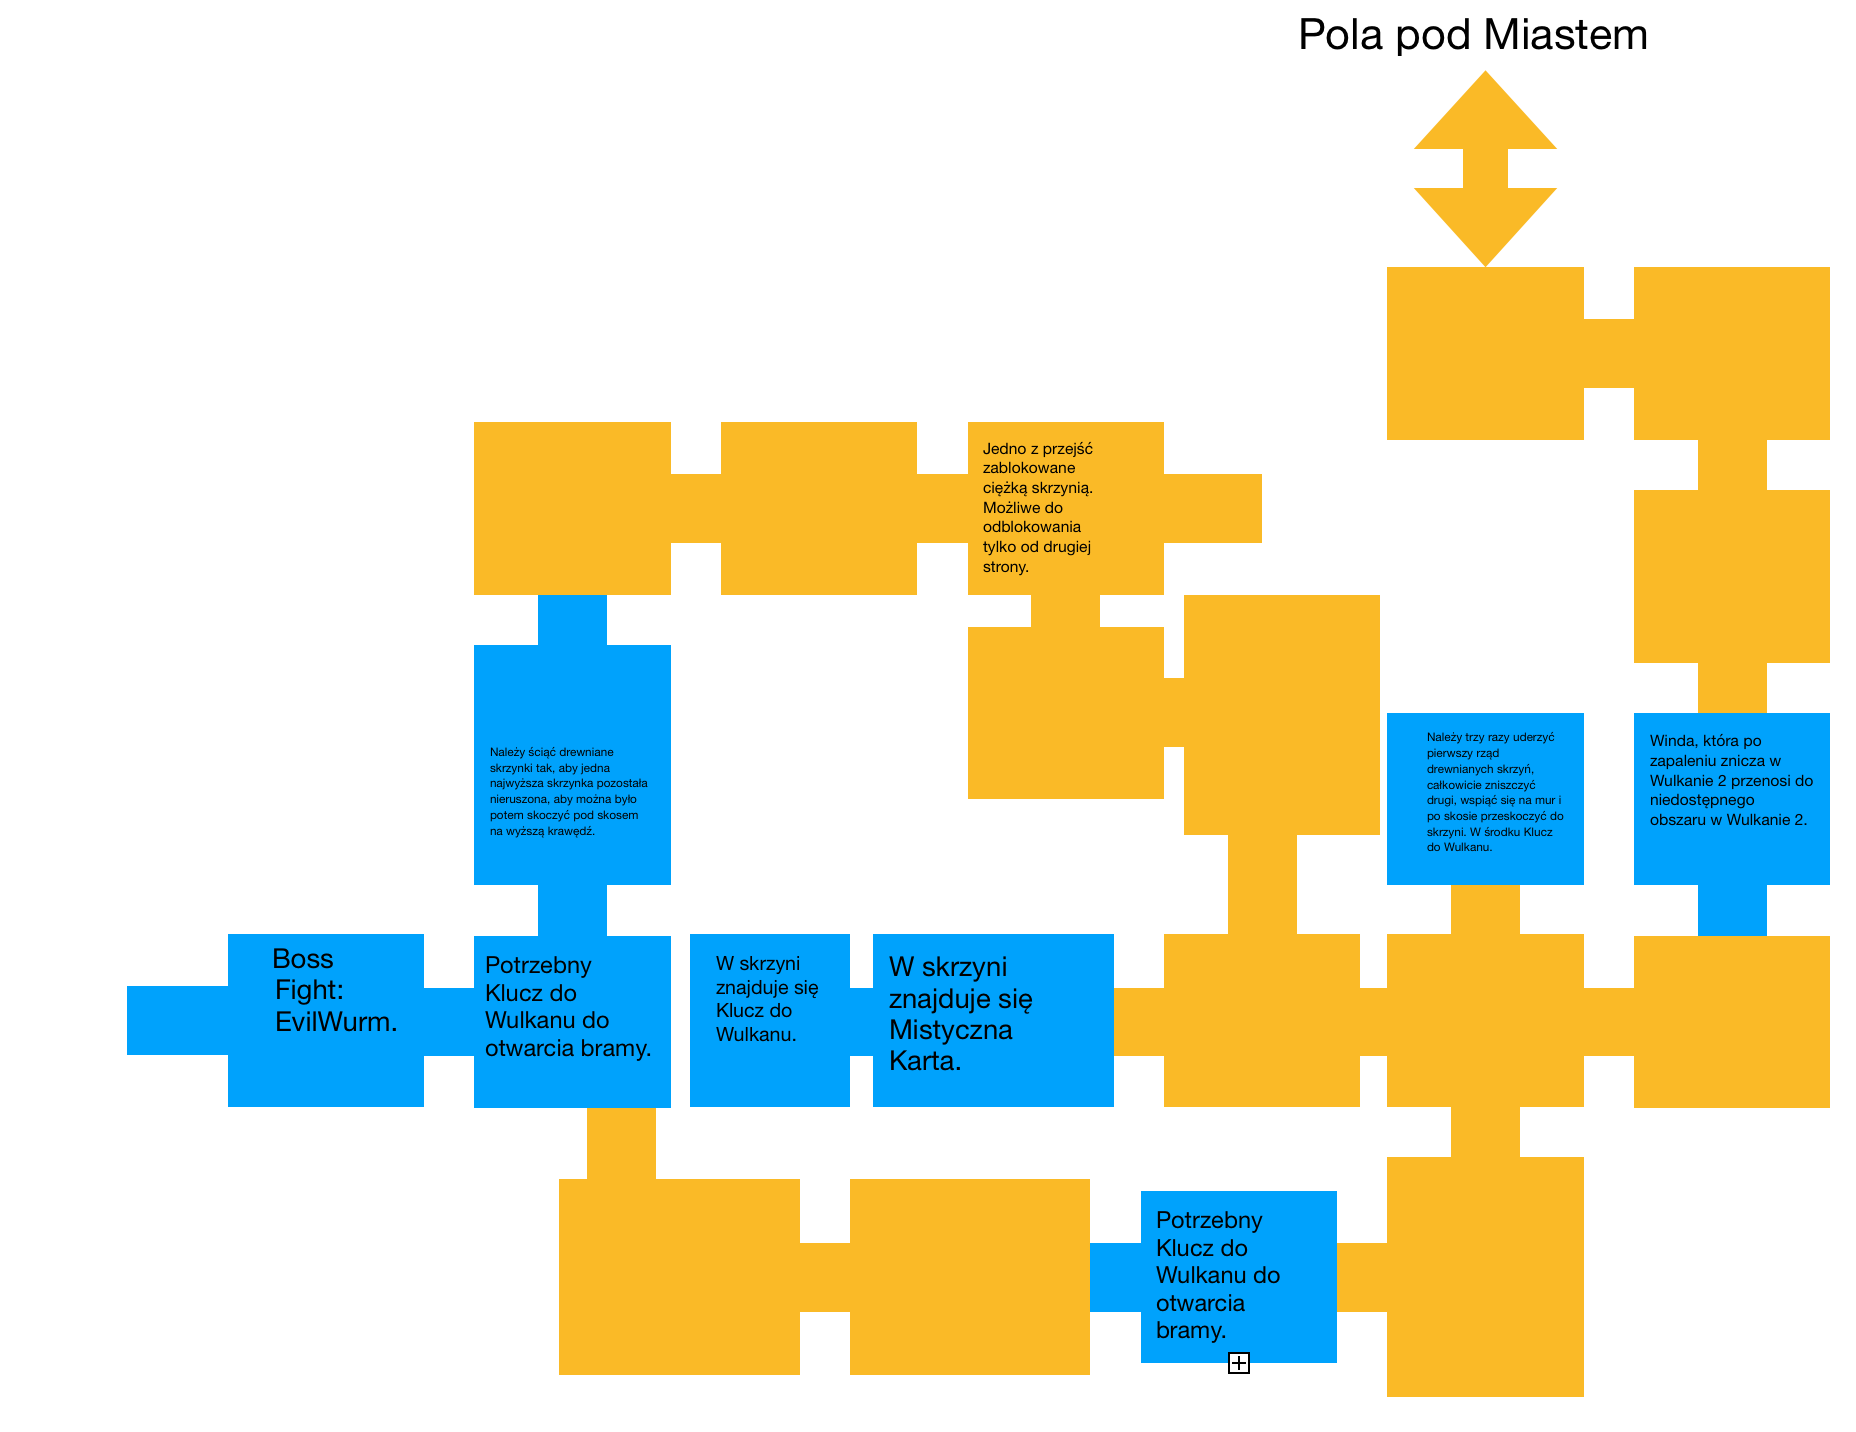 Pola pod Miastem
Jedno z przejść
zablokowane
ciężką skrzynią.
Możliwe do
odblokowania
tylko od drugiej
strony.
Należy ściąć drewniane
skrzynki tak, aby jedna
najwyższa skrzynka pozostała
nieruszona, aby można było
potem skoczyć pod skosem
na wyższą krawędź.
Należy trzy razy uderzyć
pierwszy rząd
drewnianych skrzyń,
całkowicie zniszczyć
drugi, wspiąć się na mur i
po skosie przeskoczyć do
skrzyni. W środku Klucz
do Wulkanu.
Winda, która po
zapaleniu znicza w
Wulkanie 2 przenosi do
niedostępnego
obszaru w Wulkanie 2.
Boss
Fight:
EvilWurm.
Potrzebny
Klucz do
Wulkanu do
otwarcia bramy.
W skrzyni
znajduje się
Klucz do
Wulkanu.
W skrzyni
znajduje się
Mistyczna
Karta.
Potrzebny
Klucz do
Wulkanu do
otwarcia
bramy.